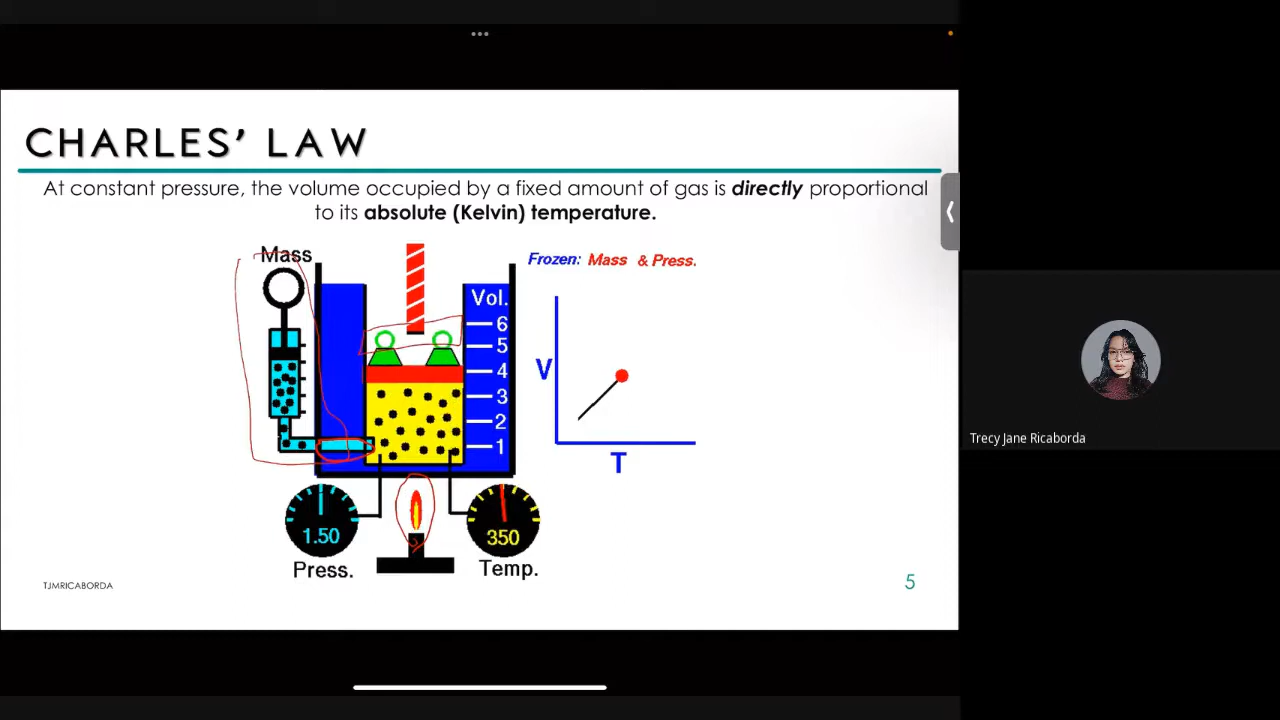 CHARLES’ LAW
At constant pressure, the volume occupied by a fixed amount of gas is directly proportional
to its absolute (Kelvin) temperature.
Mass
Frozen: Mass & Press.
Vol.
6
5
4
3
2
1
V
T
1.50
350
Press.
Temp.
TJMRICABORDA
5
Trecy Jane Ricaborda